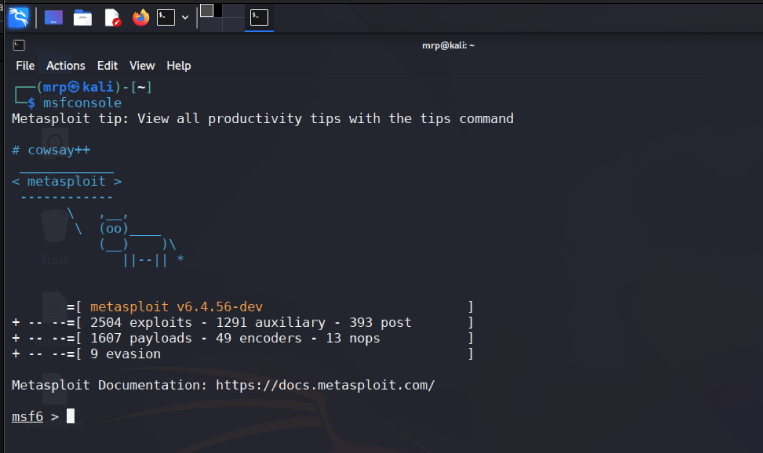 mrp@kali: ~
File Actions Edit View Help
┌──(mrp㉿kali)-[~]
└─$ msfconsole
Metasploit tip: View all productivity tips with the tips command

# cowsay++
 ____________
< metasploit >
 ------------
       \   ,__,
        \  (oo)____
           (__)    )\
              ||--|| *

       =[ metasploit v6.4.56-dev                          ]
+ -- --=[ 2504 exploits - 1291 auxiliary - 393 post       ]
+ -- --=[ 1607 payloads - 49 encoders - 13 nops           ]
+ -- --=[ 9 evasion                                       ]

Metasploit Documentation: https://docs.metasploit.com/

msf6 >